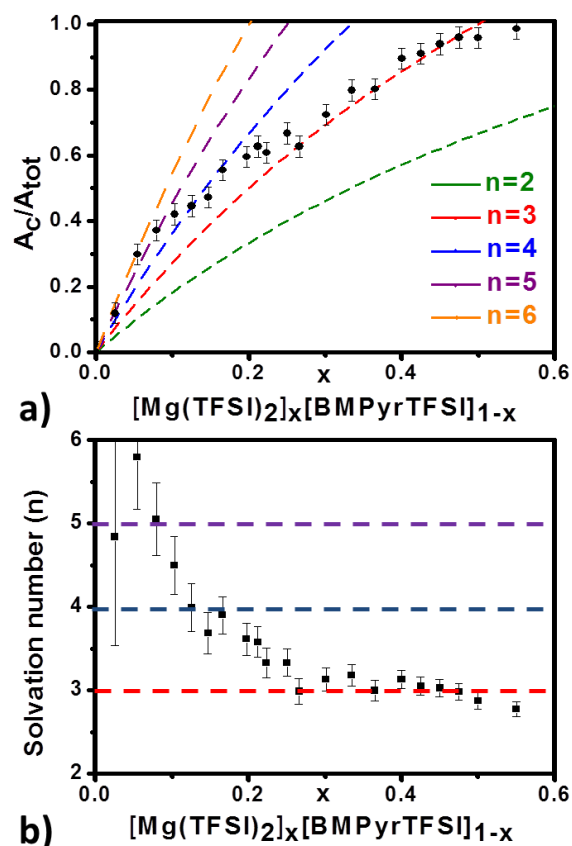 1.0
0.8
0.6
0.4
0.2
0.0
A_C/A_tot
n=2
n=3
n=4
n=5
n=6
0.0 0.2 0.4 0.6
x
a) [Mg(TFSI)₂]ₓ[BMPyrTFSI]₁₋ₓ
6
5
4
3
2
Solvation number (n)
0.0 0.2 0.4 0.6
x
b) [Mg(TFSI)₂]ₓ[BMPyrTFSI]₁₋ₓ